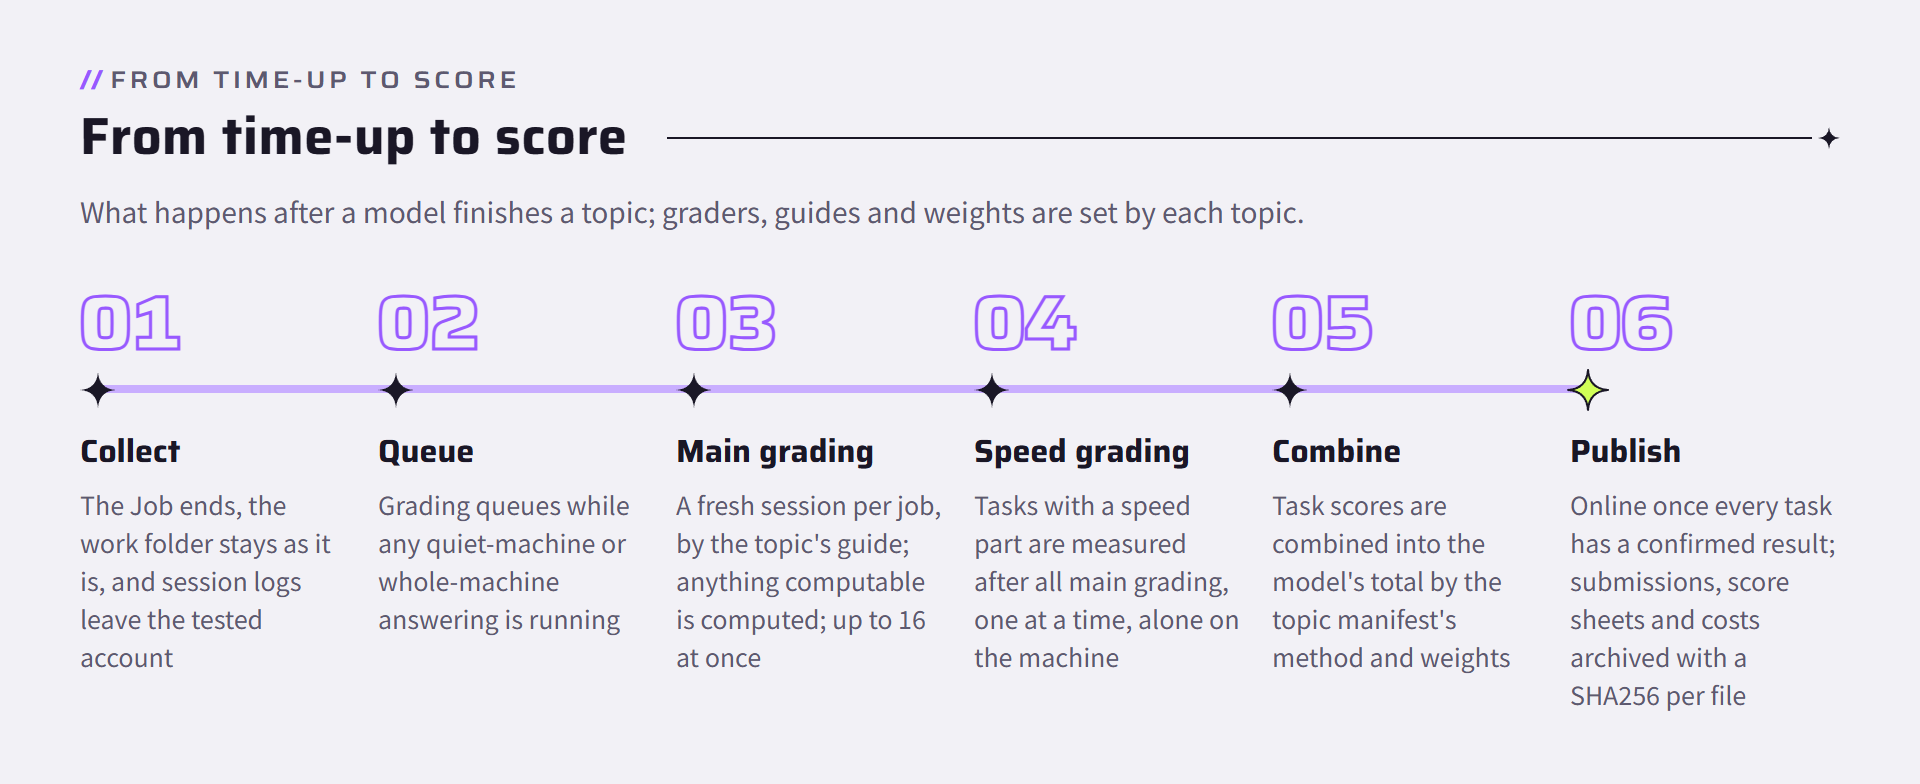 // FROM TIME-UP TO SCORE
From time-up to score
What happens after a model finishes a topic; graders, guides and weights are set by each topic.
01
Collect
The Job ends, the
work folder stays as it
is, and session logs
leave the tested
account
02
Queue
Grading queues while
any quiet-machine or
whole-machine
answering is running
03
Main grading
A fresh session per job,
by the topic's guide;
anything computable
is computed; up to 16
at once
04
Speed grading
Tasks with a speed
part are measured
after all main grading,
one at a time, alone on
the machine
05
Combine
Task scores are
combined into the
model's total by the
topic manifest's
method and weights
06
Publish
Online once every task
has a confirmed result;
submissions, score
sheets and costs
archived with a
SHA256 per file